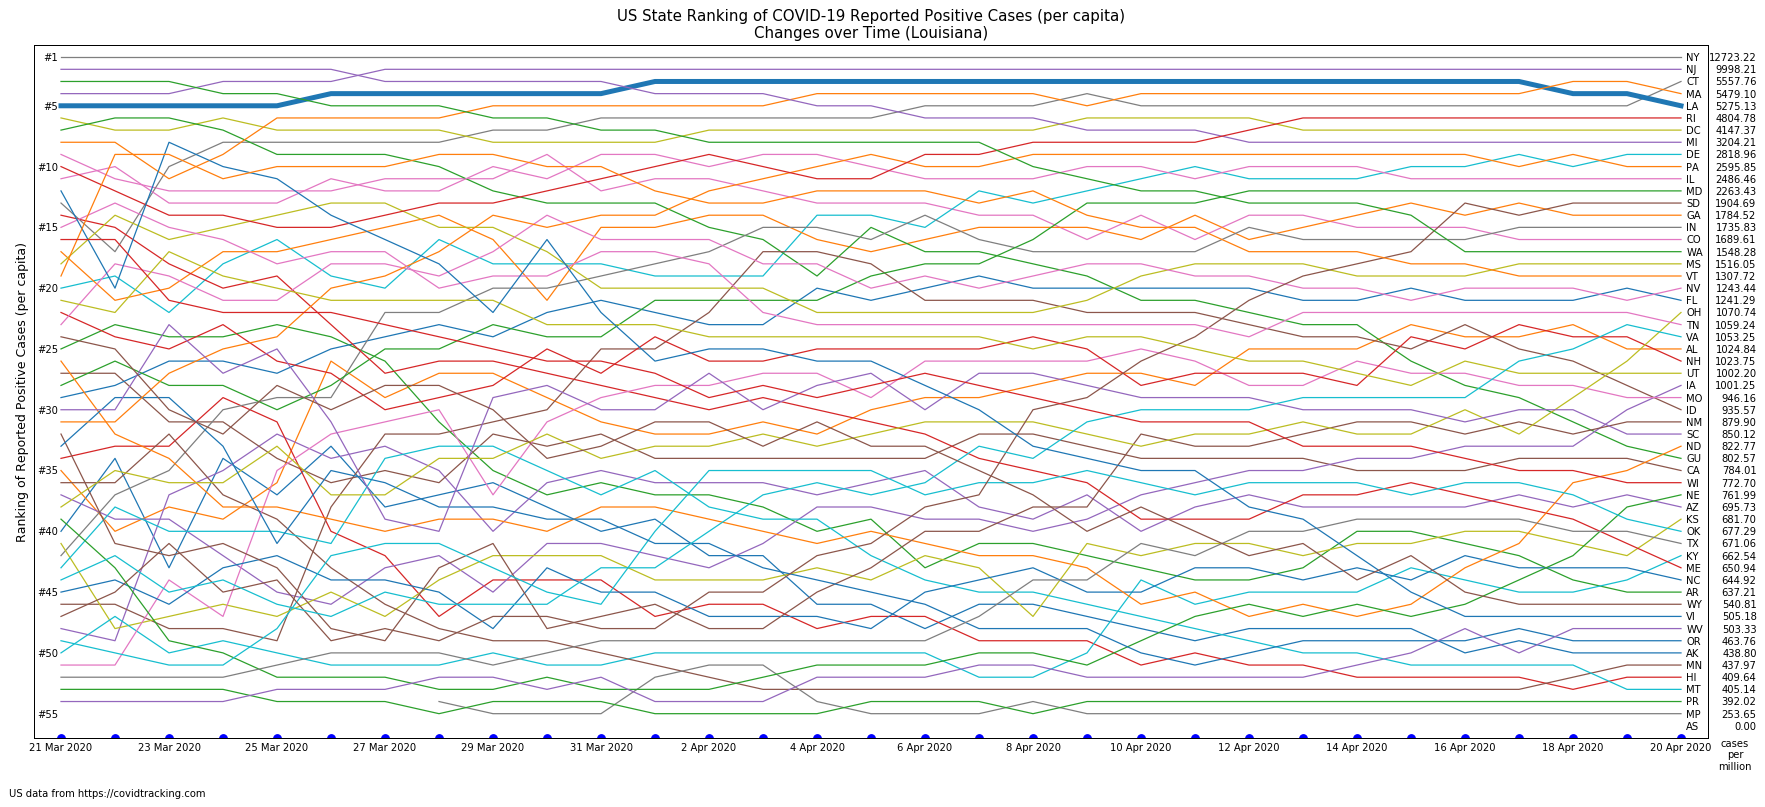 US State Ranking of COVID-19 Reported Positive Cases (per capita)
Changes over Time (Louisiana)
Ranking of Reported Positive Cases (per capita)
#1
#5
#10
#15
#20
#25
#30
#35
#40
#45
#50
#55
NY 12723.22
NJ 9998.21
CT 5557.76
MA 5479.10
LA 5275.13
RI 4804.78
DC 4147.37
MI 3204.21
DE 2818.96
PA 2595.85
IL 2486.46
MD 2263.43
SD 1904.69
GA 1784.52
IN 1735.83
CO 1689.61
WA 1548.28
MS 1516.05
VT 1307.72
NV 1243.44
FL 1241.29
OH 1070.74
TN 1059.24
VA 1053.25
AL 1024.84
NH 1023.75
UT 1002.20
IA 1001.25
MO 946.16
ID 935.57
NM 879.90
SC 850.12
ND 822.77
GU 802.57
CA 784.01
WI 772.70
NE 761.99
AZ 695.73
KS 681.70
OK 677.29
TX 671.06
KY 662.54
ME 650.94
NC 644.92
AR 637.21
WY 540.81
VI 505.18
WV 503.33
OR 463.76
AK 438.80
MN 437.97
HI 409.64
MT 405.14
PR 392.02
MP 253.65
AS 0.00
21 Mar 2020 23 Mar 2020 25 Mar 2020 27 Mar 2020 29 Mar 2020 31 Mar 2020 2 Apr 2020 4 Apr 2020 6 Apr 2020 8 Apr 2020 10 Apr 2020 12 Apr 2020 14 Apr 2020 16 Apr 2020 18 Apr 2020 20 Apr 2020
cases
per
million
US data from https://covidtracking.com